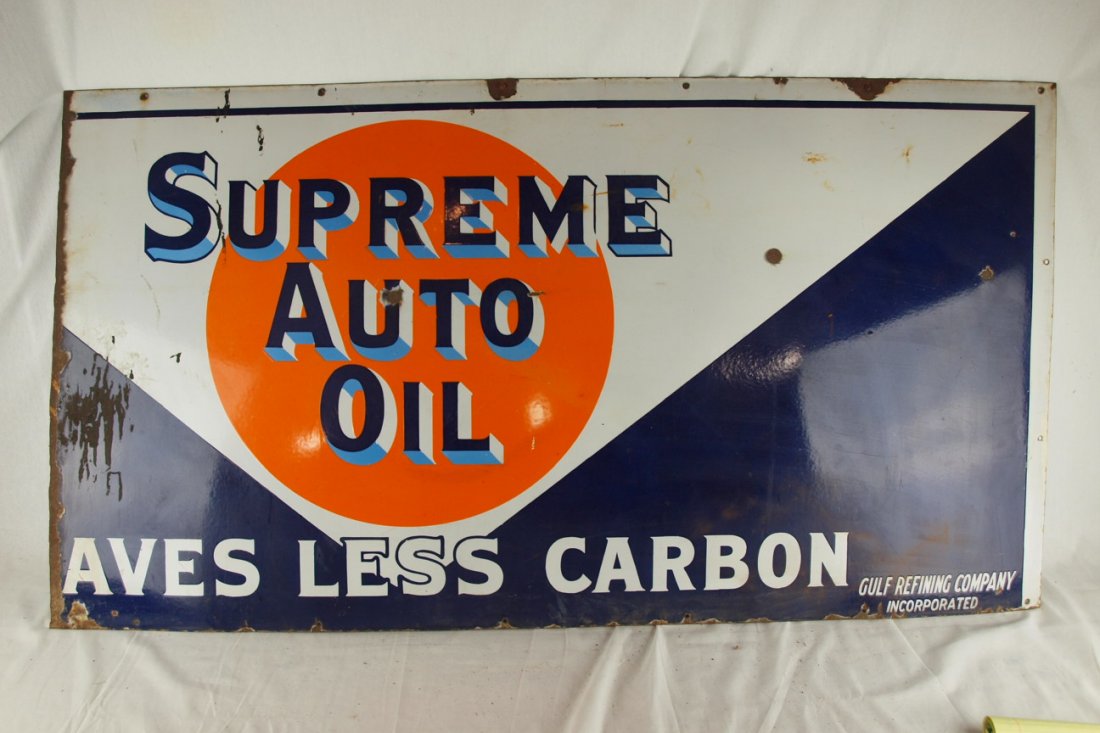 SUPREME
AUTO
OIL
AVES LESS CARBON
GULF REFINING COMPANY
INCORPORATED